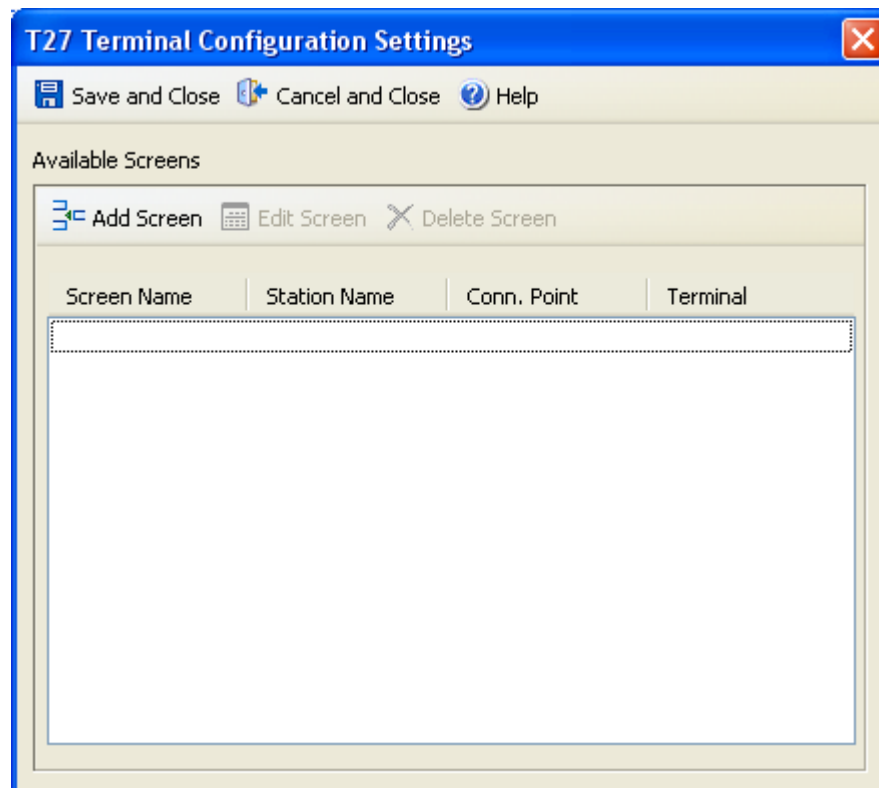 T27 Terminal Configuration Settings
Save and Close Cancel and Close Help
Available Screens
Add Screen Edit Screen Delete Screen
Screen Name Station Name Conn. Point Terminal